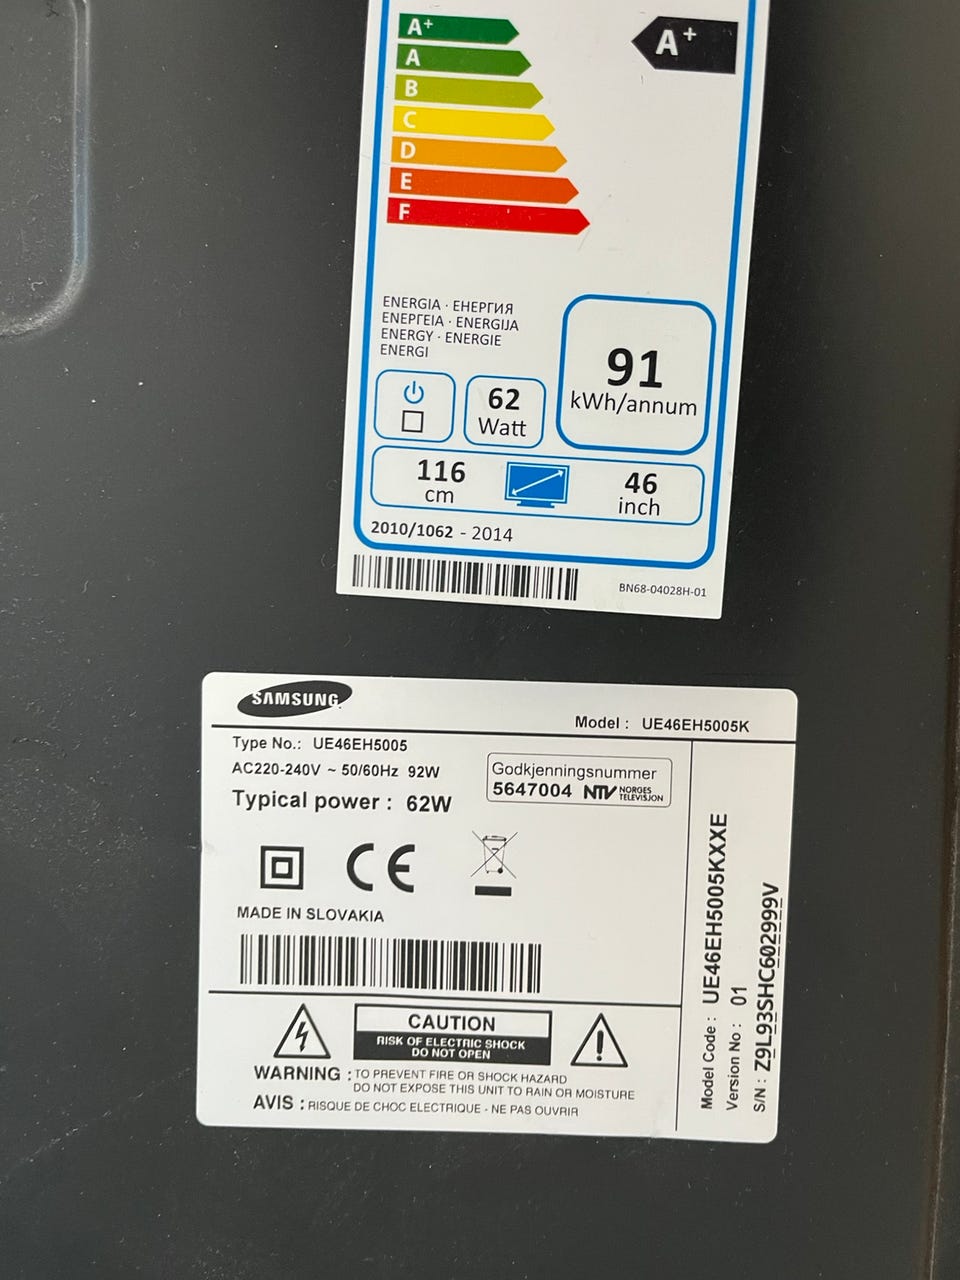 A+
A+
A
B
C
D
E
F
ENERGIA · ЕНЕРГИЯ
ΕΝΕΡΓΕΙΑ · ENERGIJA
ENERGY · ENERGIE
ENERGI
91
kWh/annum
62
Watt
116
cm
46
inch
2010/1062 - 2014
BN68-04028H-01
SAMSUNG
Model : UE46EH5005K
Type No.: UE46EH5005
AC220-240V ~ 50/60Hz 92W
Typical power : 62W
Godkjenningsnummer
5647004 NTV NORGES
TELEVISJON
MADE IN SLOVAKIA
CAUTION
RISK OF ELECTRIC SHOCK
DO NOT OPEN
WARNING : TO PREVENT FIRE OR SHOCK HAZARD
DO NOT EXPOSE THIS UNIT TO RAIN OR MOISTURE
AVIS : RISQUE DE CHOC ELECTRIQUE - NE PAS OUVRIR
Model Code : UE46EH5005KXXXE
Version No : 01
S/N : Z9L93SHC602999V